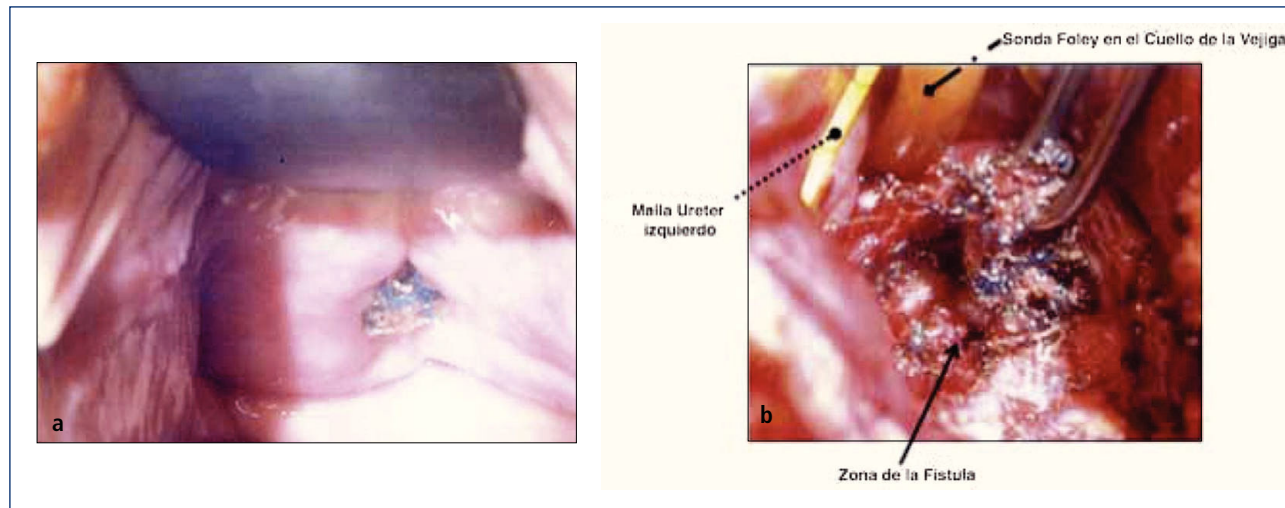 Sonda Foley en el Cuello de la Vejiga
Malla Ureter
izquierdo
Zona de la Fistula
a
b